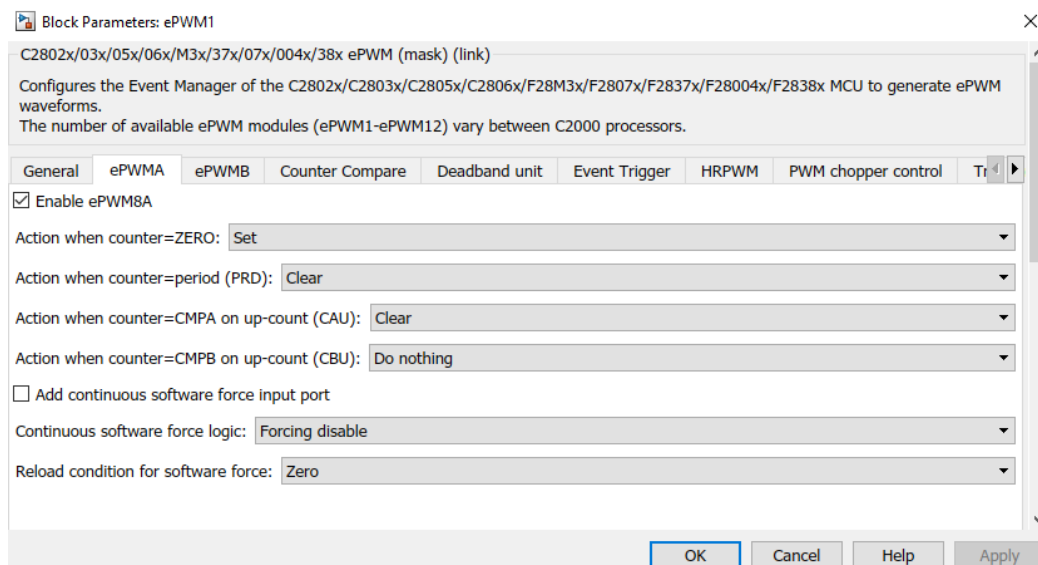 Block Parameters: ePWM1
C2802x/03x/05x/06x/M3x/37x/07x/004x/38x ePWM (mask) (link)
Configures the Event Manager of the C2802x/C2803x/C2805x/C2806x/F28M3x/F2807x/F2837x/F28004x/F2838x MCU to generate ePWM
waveforms.
The number of available ePWM modules (ePWM1-ePWM12) vary between C2000 processors.
General ePWMA ePWMB Counter Compare Deadband unit Event Trigger HRPWM PWM chopper control
Enable ePWM8A
Action when counter=ZERO: Set
Action when counter=period (PRD): Clear
Action when counter=CMPA on up-count (CAU): Clear
Action when counter=CMPB on up-count (CBU): Do nothing
Add continuous software force input port
Continuous software force logic: Forcing disable
Reload condition for software force: Zero
OK Cancel Help Apply